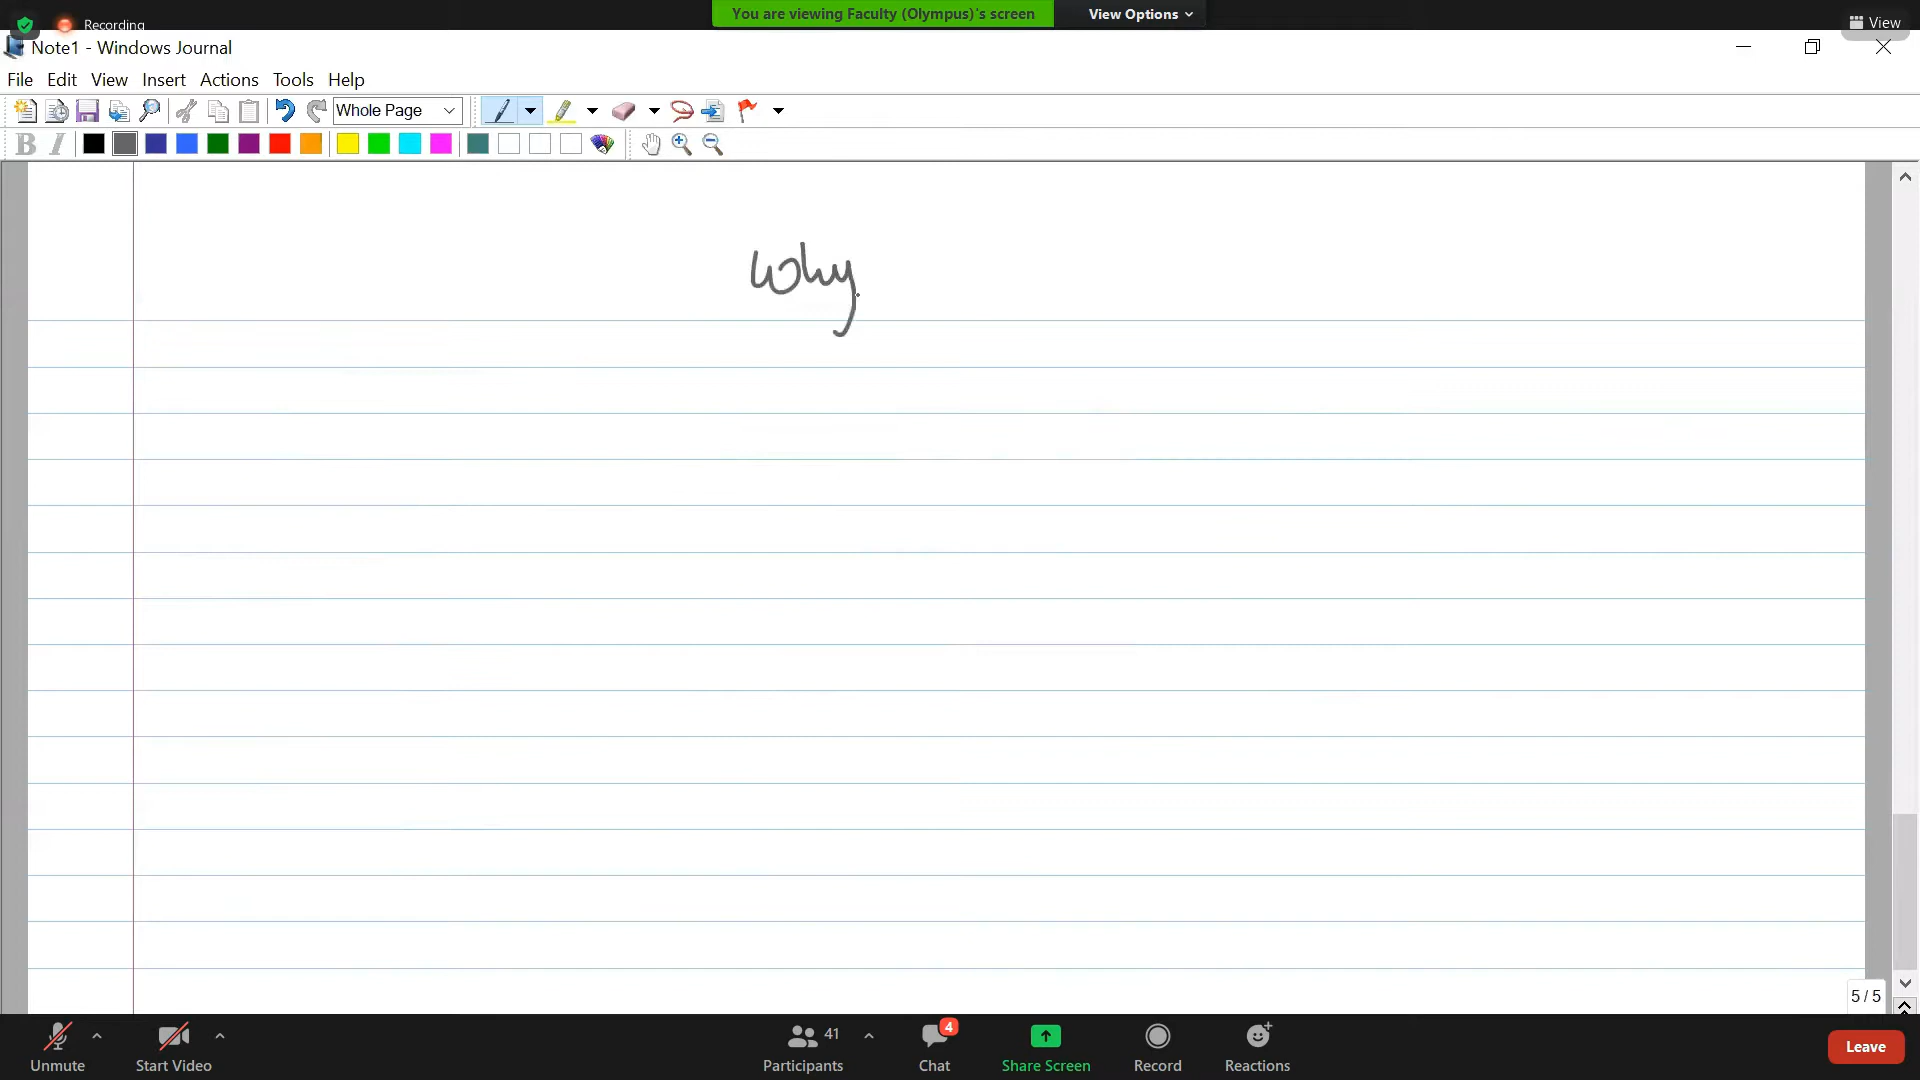 Recording
You are viewing Faculty (Olympus)'s screen
View Options
View
Note1 - Windows Journal
File Edit View Insert Actions Tools Help
Whole Page
B I
Why
5 / 5
Unmute
Start Video
41
Participants
4
Chat
Share Screen
Record
Reactions
Leave